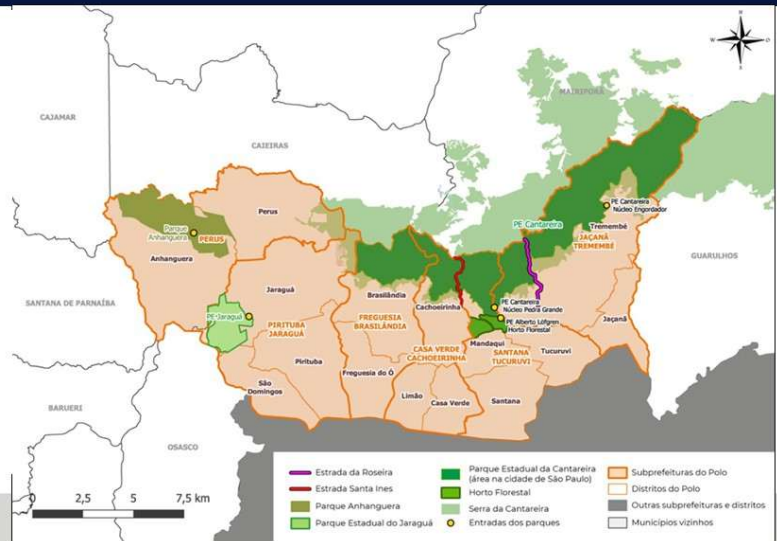 MAIRIPORÃ
CAJAMAR
CAIEIRAS
PE Cantareira
Núcleo Engordador
Perus
PE Cantareira
Tremembé
Parque
Anhanguera
PERUS
JAÇANÃ
TREMEMBÉ
Anhanguera
GUARULHOS
Jaraguá
Brasilândia
SANTANA DE PARNAÍBA
Cachoeirinha
PE Cantareira
Núcleo Pedra Grande
PE Jaraguá
PIRITUBA
JARAGUÁ
FREGUESIA
BRASILÂNDIA
PE Alberto Löfgren
Horto Florestal
Jaçanã
Mandaqui
CASA VERDE
CACHOEIRINHA
SANTANA
TUCURUVI
Tucuruvi
Pirituba
Freguesia do Ó
São
Domingos
Limão
Casa Verde
Santana
BARUERI
OSASCO
Estrada da Roseira
Estrada Santa Ines
Parque Anhanguera
Parque Estadual do Jaraguá
Parque Estadual da Cantareira
(área na cidade de São Paulo)
Horto Florestal
Serra da Cantareira
Entradas dos parques
Subprefeituras do Polo
Distritos do Polo
Outras subprefeituras e distritos
Municípios vizinhos
0 2,5 5 7,5 km